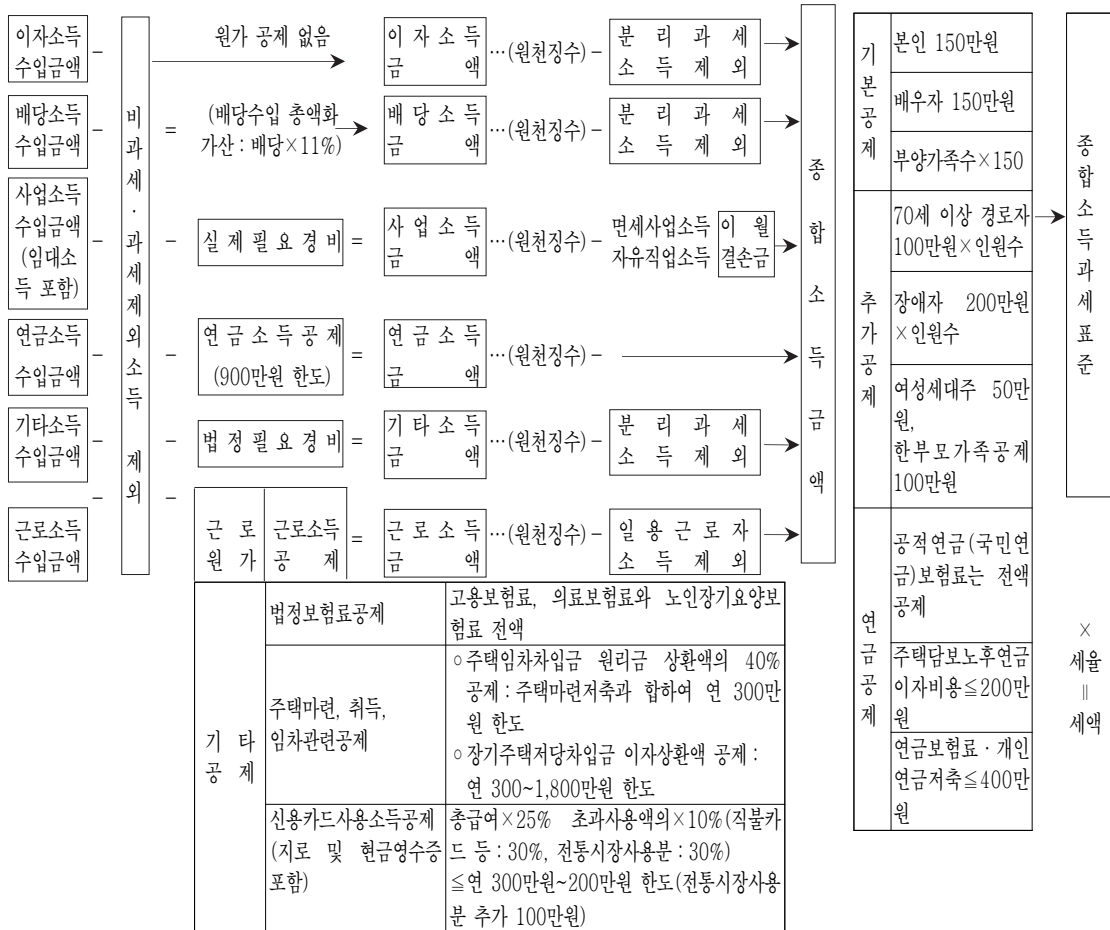 이자소득
수입금액
–
원가 공제 없음
이 자 소 득
금 액
…(원천징수) –
분 리 과 세
소 득 제 외
배당소득
수입금액
–
=
(배당수입 총액화
가산 : 배당×11%)
배 당 소 득
금 액
…(원천징수) –
분 리 과 세
소 득 제 외
사업소득
수입금액
(임대소
득 포함)
–
–
실 제 필 요 경 비
=
사 업 소 득
금 액
…(원천징수) –
면세사업소득
자유직업소득
이 월
결손금
연금소득
수입금액
–
–
연 금 소 득 공 제
(900만원 한도)
=
연 금 소 득
금 액
…(원천징수) –
기타소득
수입금액
–
–
법 정 필 요 경 비
=
기 타 소 득
금 액
…(원천징수) –
분 리 과 세
소 득 제 외
근로소득
수입금액
–
–
근 로
원 가
근로소득
공 제
=
근 로 소 득
금 액
…(원천징수) –
일 용 근 로 자
소 득 제 외
비과세·과세제외소득 제외
종합소득금액
기 타
공 제
법정보험료공제
고용보험료, 의료보험료와 노인장기요양보
험료 전액
주택마련, 취득,
임차관련공제
○주택임차차입금 원리금 상환액의 40%
공제 : 주택마련저축과 합하여 연 300만
원 한도
○장기주택저당차입금 이자상환액 공제 :
연 300~1,800만원 한도
신용카드사용소득공제
(지로 및 현금영수증
포함)
총급여×25% 초과사용액의×10%(직불카
드 등 : 30%, 전통시장사용분 : 30%)
≦연 300만원~200만원 한도(전통시장사용
분 추가 100만원)
기본공제
본인 150만원
배우자 150만원
부양가족수×150
추가공제
70세 이상 경로자
100만원×인원수
장애자 200만원
×인원수
여성세대주 50만
원,
한부모가족공제
100만원
연금공제
공적연금(국민연
금)보험료는 전액
공제
주택담보노후연금
이자비용≦200만
원
연금보험료 · 개인
연금저축≦400만
원
종합소득과세표준
×
세율
∥
세액